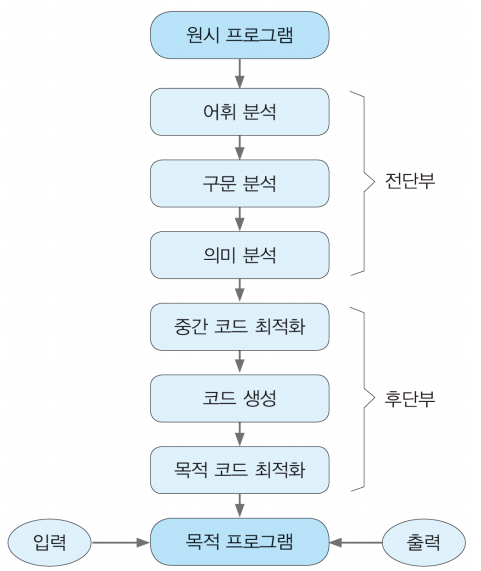 원시 프로그램
어휘 분석
구문 분석
전단부
의미 분석
중간 코드 최적화
코드 생성
후단부
목적 코드 최적화
입력
목적 프로그램
출력